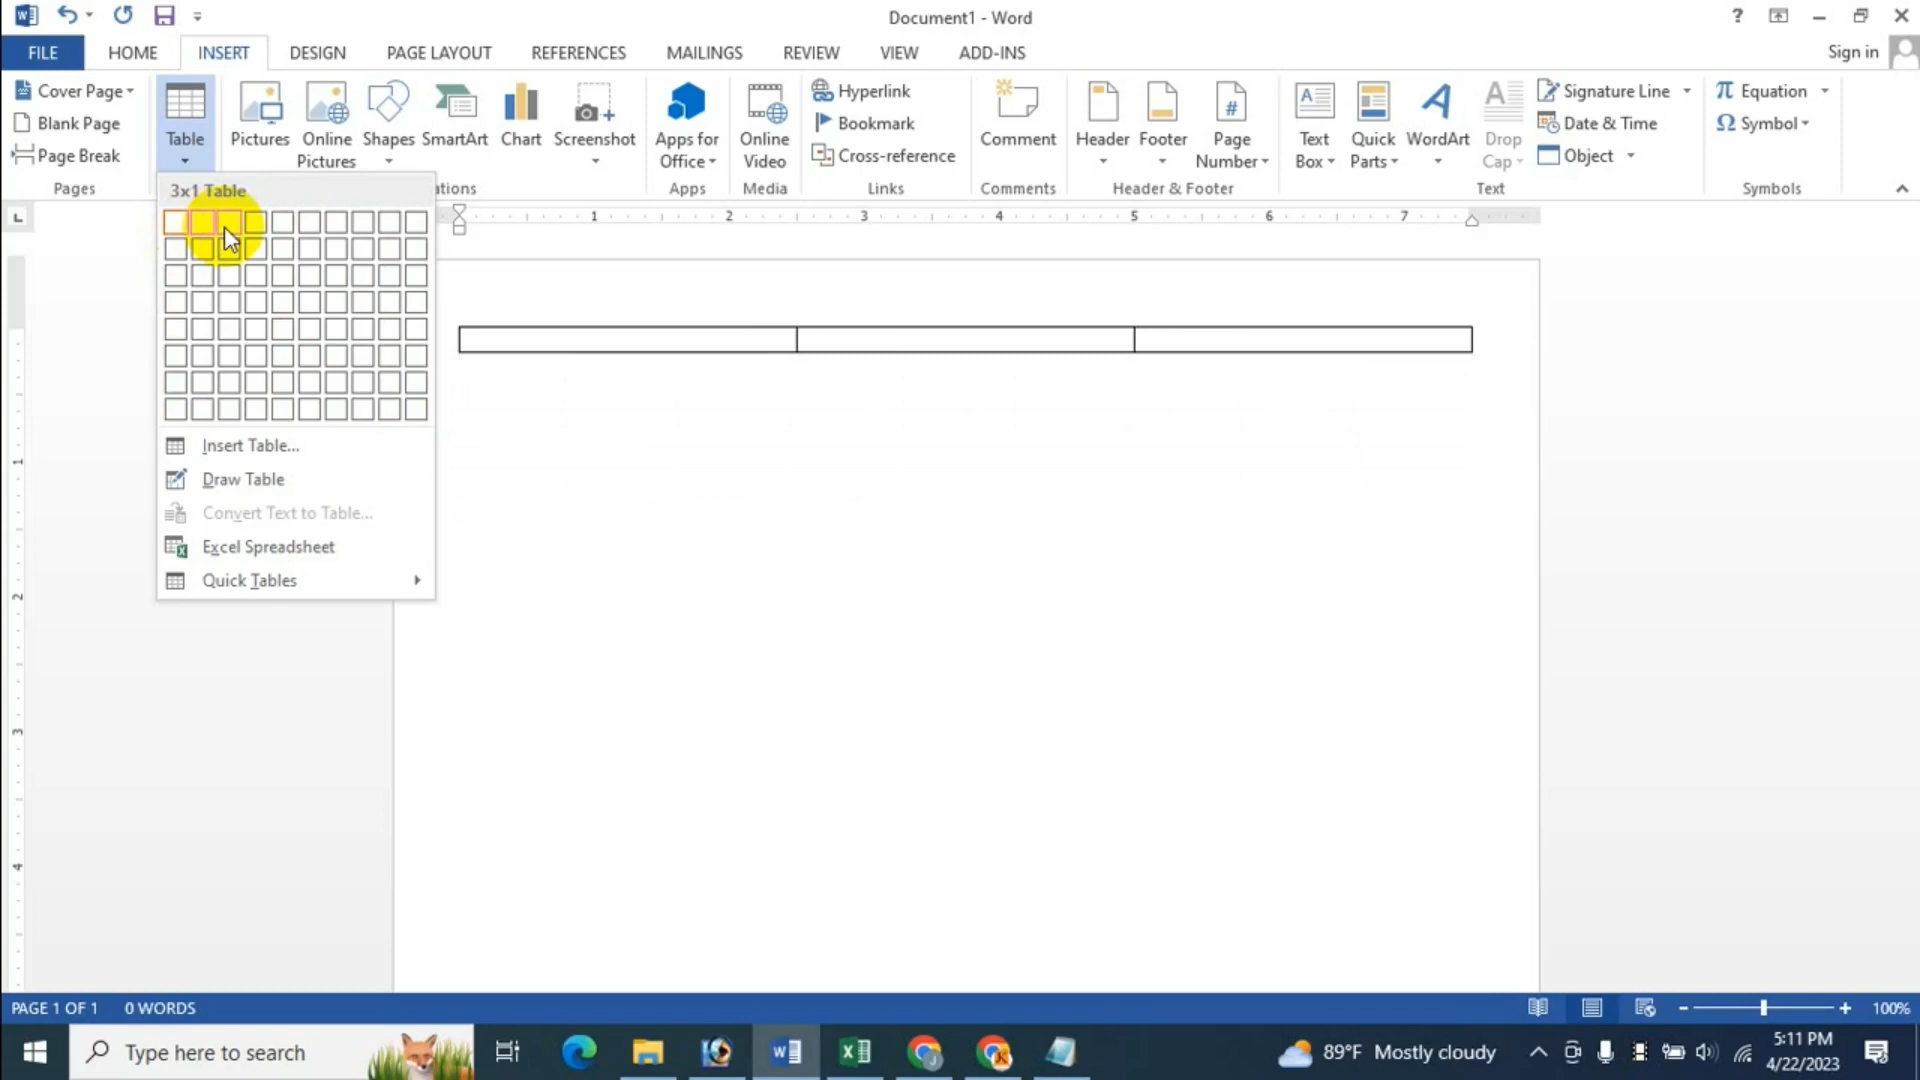 Document1 - Word
?
FILE
HOME
INSERT
DESIGN
PAGE LAYOUT
REFERENCES
MAILINGS
REVIEW
VIEW
ADD-INS
Sign in
Cover Page
Blank Page
Page Break
Pages
Table
Pictures
Online
Pictures
Shapes
SmartArt
Chart
Screenshot
ations
Apps for
Office
Apps
Online
Video
Media
Hyperlink
Bookmark
Cross-reference
Links
Comment
Comments
Header
Footer
Page
Number
Header & Footer
Text
Box
Quick
Parts
WordArt
Drop
Cap
Signature Line
Date & Time
Object
Text
π Equation
Ω Symbol
Symbols
3x1 Table
Insert Table...
Draw Table
Convert Text to Table...
Excel Spreadsheet
Quick Tables
1 2 3 4 5 6 7
1
2
3
4
PAGE 1 OF 1
0 WORDS
100%
Type here to search
89°F Mostly cloudy
5:11 PM
4/22/2023